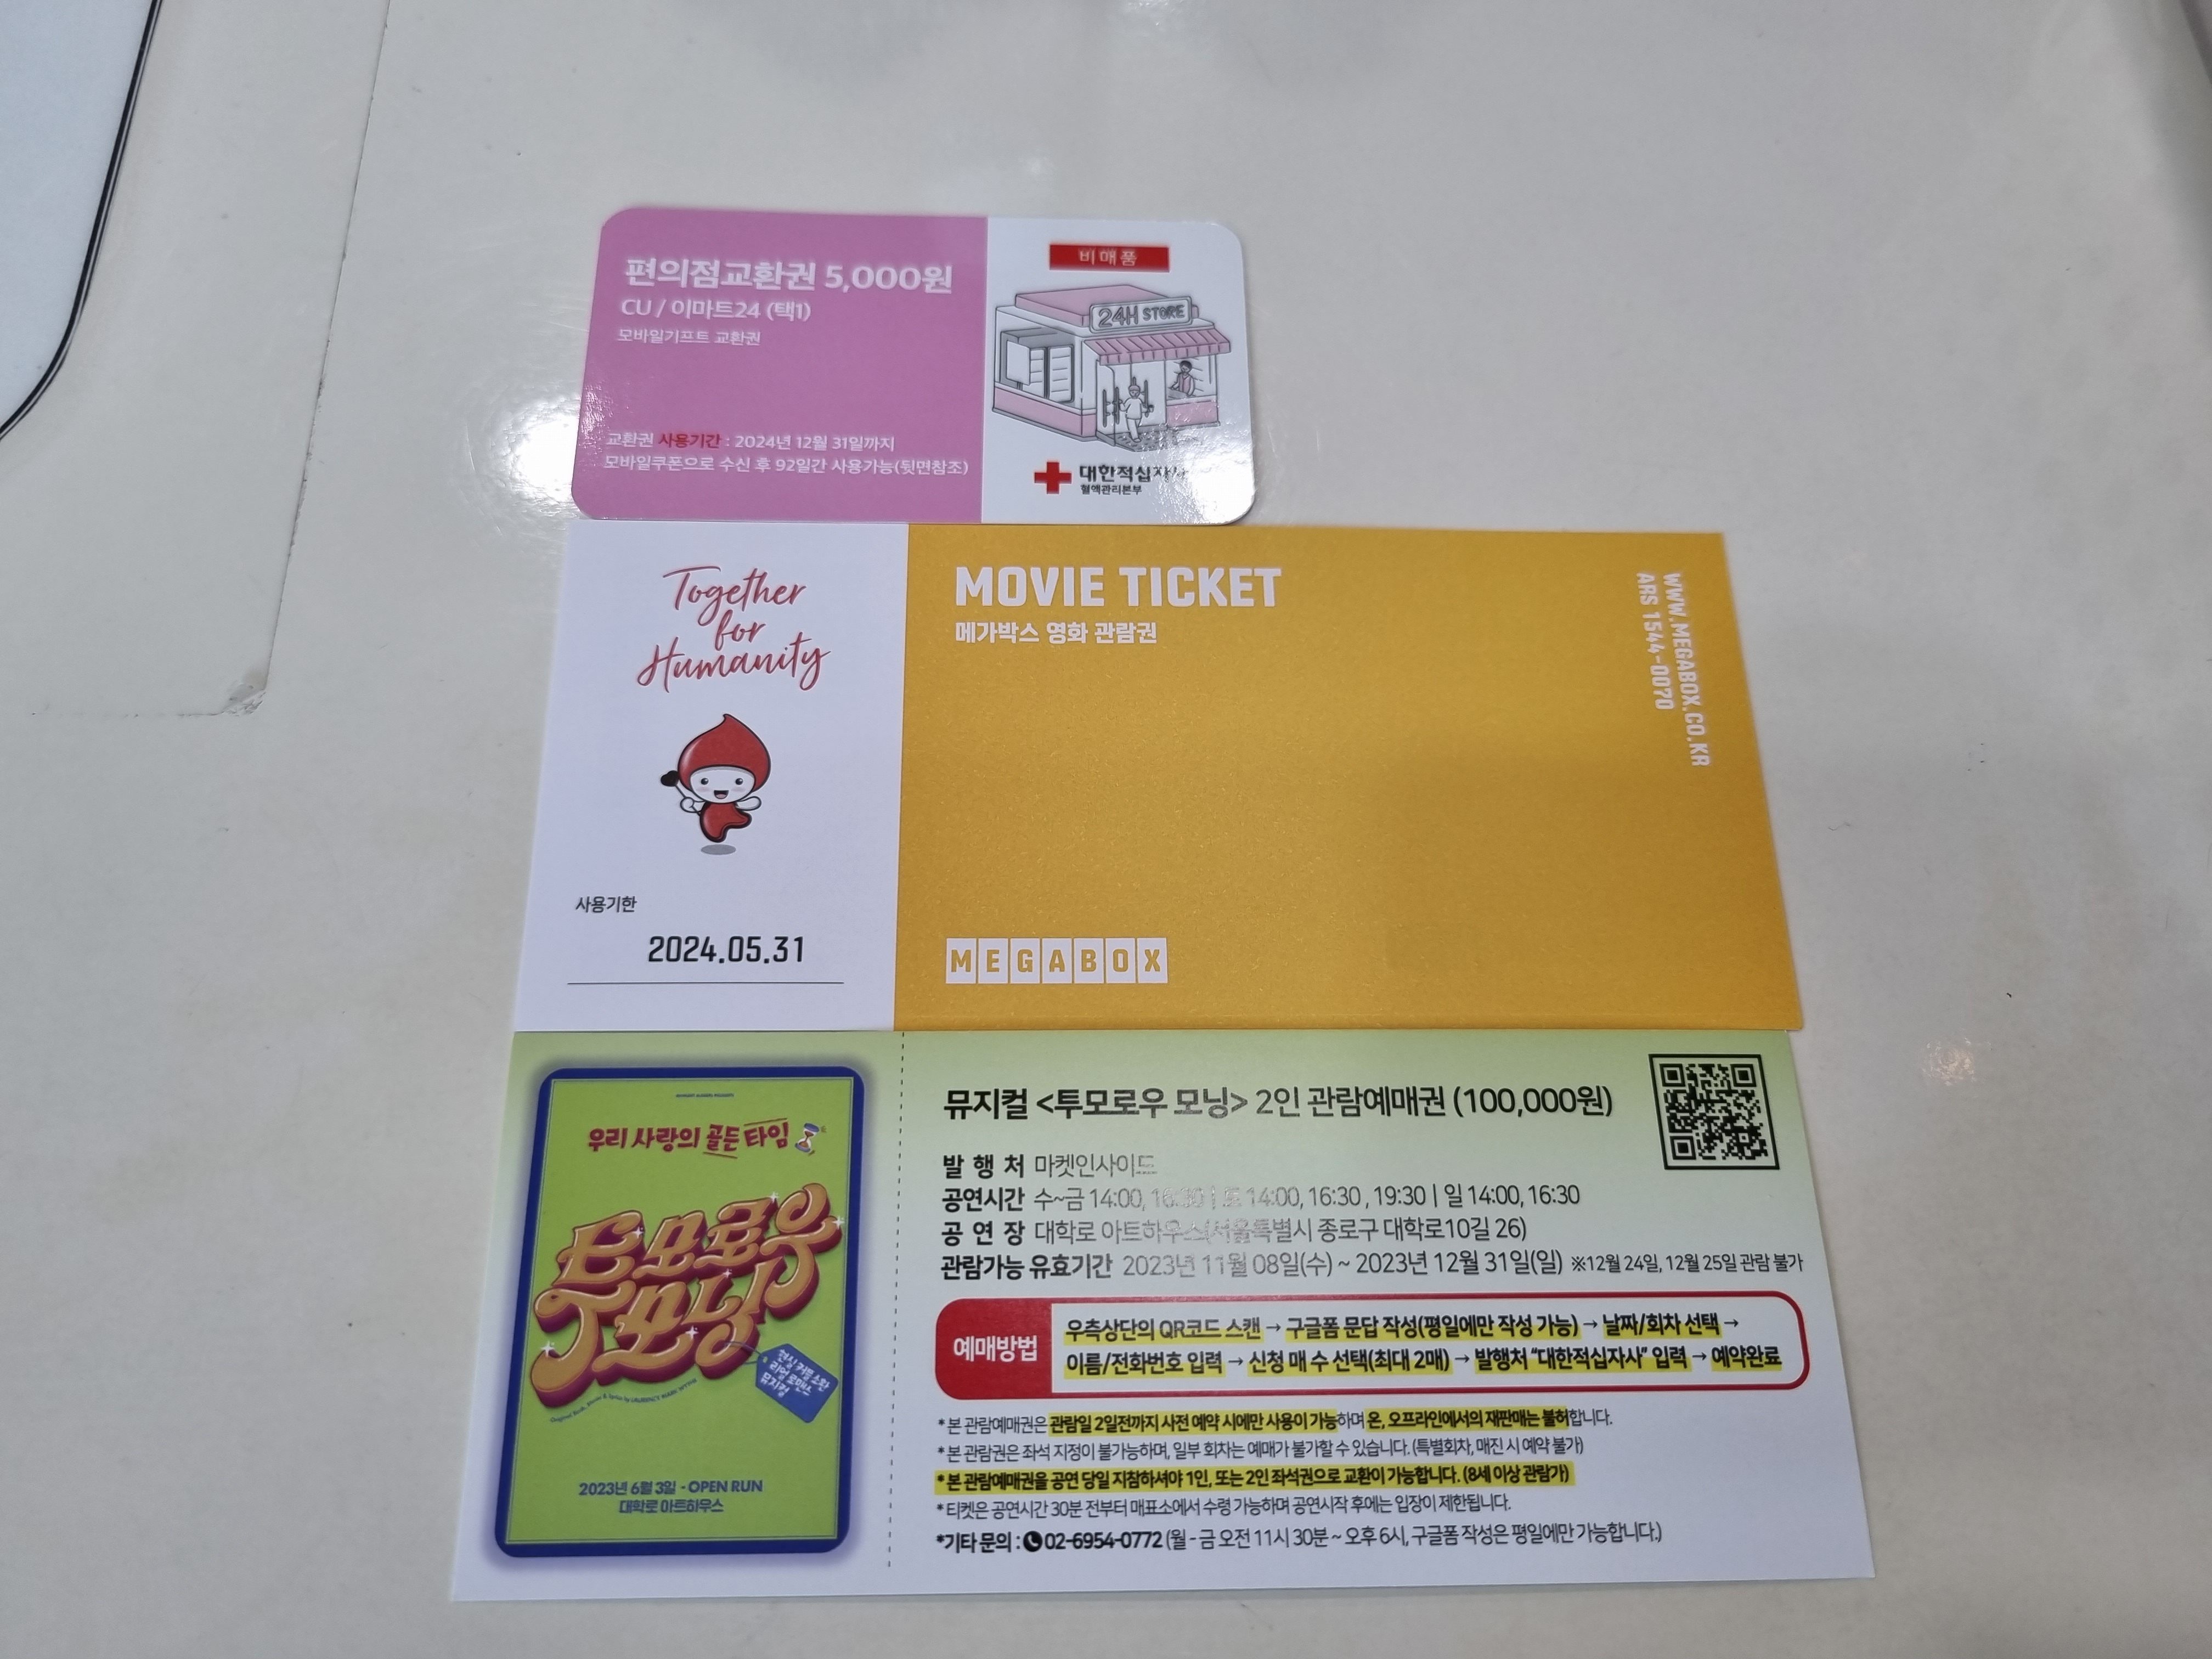 편의점교환권 5,000원
CU / 이마트24 (택1)
모바일기프트 교환권
교환권 사용기간 : 2024년 12월 31일까지
모바일쿠폰으로 수신 후 92일간 사용가능(뒷면참조)
비매품
24H STORE
대한적십자사
혈액관리본부
Together
for
Humanity
사용기한
2024.05.31
MOVIE TICKET
메가박스 영화 관람권
WWW.MEGABOX.CO.KR
ARS 1544-0070
MEGABOX
우리 사랑의 골든 타임
투모로우
모닝
현실 커플 소환
리얼 로맨스
뮤지컬
2023년 6월 3일 - OPEN RUN
대학로 아트하우스
뮤지컬 <투모로우 모닝> 2인 관람예매권 (100,000원)
발 행 처 마켓인사이드
공연시간 수~금 14:00, 16:30 | 토 14:00, 16:30 , 19:30 | 일 14:00, 16:30
공 연 장 대학로 아트하우스(서울특별시 종로구 대학로10길 26)
관람가능 유효기간 2023년 11월 08일(수) ~ 2023년 12월 31일(일) ※12월 24일, 12월 25일 관람 불가
예매방법
우측상단의 QR코드 스캔 → 구글폼 문답 작성(평일에만 작성 가능) → 날짜/회차 선택 →
이름/전화번호 입력 → 신청 매 수 선택(최대 2매) → 발행처 “대한적십자사” 입력 → 예약완료
* 본 관람예매권은 관람일 2일전까지 사전 예약 시에만 사용이 가능하며 온, 오프라인에서의 재판매는 불허합니다.
* 본 관람권은 좌석 지정이 불가능하며, 일부 회차는 예매가 불가할 수 있습니다. (특별회차, 매진 시 예약 불가)
* 본 관람예매권을 공연 당일 지참하셔야 1인, 또는 2인 좌석권으로 교환이 가능합니다. (8세 이상 관람가)
* 티켓은 공연시간 30분 전부터 매표소에서 수령 가능하며 공연시작 후에는 입장이 제한됩니다.
*기타 문의 : 02-6954-0772 (월 - 금 오전 11시 30분 ~ 오후 6시, 구글폼 작성은 평일에만 가능합니다.)